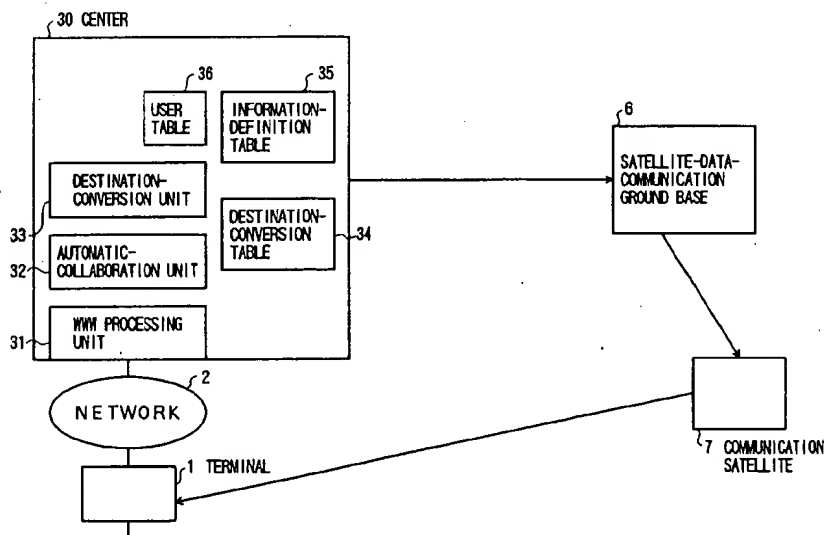 30 CENTER
36
35
USER
TABLE
INFORMATION-
DEFINITION
TABLE
6
SATELLITE-DATA-
COMMUNICATION
GROUND BASE
DESTINATION-
CONVERSION UNIT
33
DESTINATION-
CONVERSION
TABLE
34
AUTOMATIC-
COLLABORATION UNIT
32
WWW PROCESSING
UNIT
31
2
NETWORK
7 COMMUNICATION
SATELLITE
1 TERMINAL